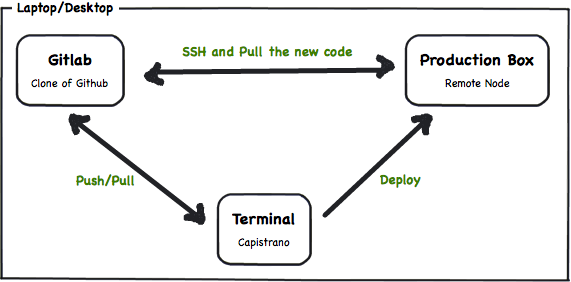 Laptop/Desktop
Gitlab
Clone of Github
SSH and Pull the new code
Production Box
Remote Node
Push/Pull
Deploy
Terminal
Capistrano